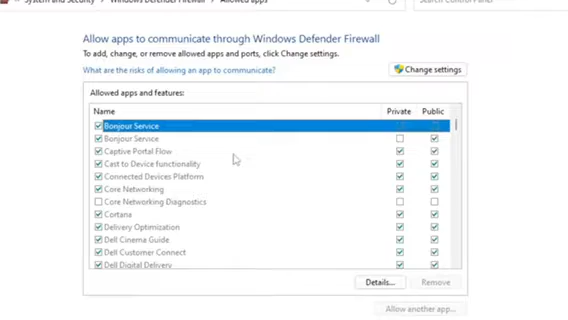 System and Security > Windows Defender Firewall > Allowed apps
Search Control Panel
Allow apps to communicate through Windows Defender Firewall
To add, change, or remove allowed apps and ports, click Change settings.
What are the risks of allowing an app to communicate?
Change settings
Allowed apps and features:
Name Private Public
Bonjour Service
Bonjour Service
Captive Portal Flow
Cast to Device functionality
Connected Devices Platform
Core Networking
Core Networking Diagnostics
Cortana
Delivery Optimization
Dell Cinema Guide
Dell Customer Connect
Dell Digital Delivery
Details... Remove
Allow another app...